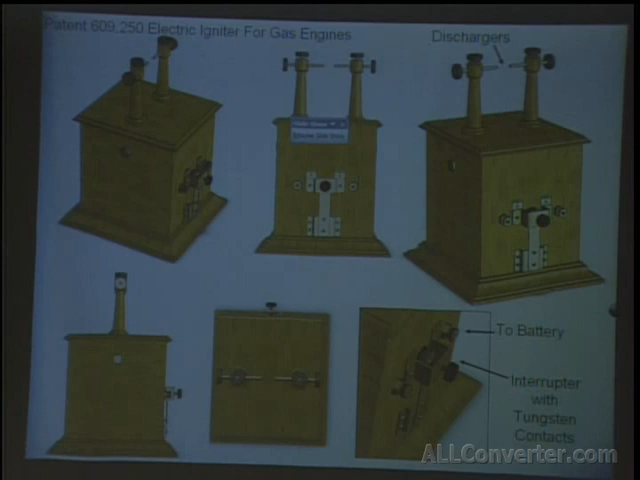 Patent 609,250 Electric Igniter For Gas Engines
Dischargers
To Battery
Interrupter
with
Tungsten
Contacts
ALLConverter.com